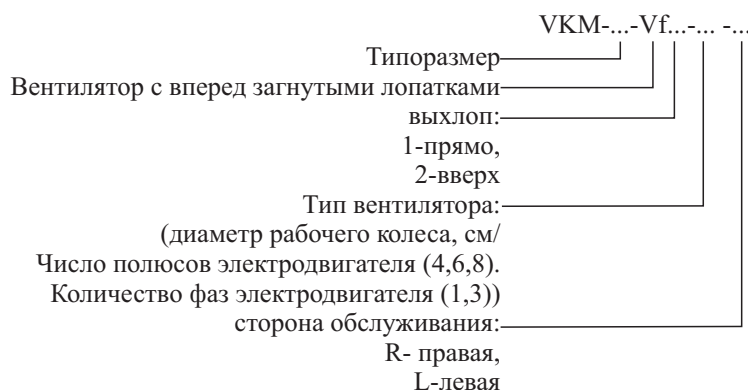 VKM-...-Vf...-... -...
Типоразмер
Вентилятор с вперед загнутыми лопатками
выхлоп:
1-прямо,
2-вверх
Тип вентилятора:
(диаметр рабочего колеса, см/
Число полюсов электродвигателя (4,6,8).
Количество фаз электродвигателя (1,3))
сторона обслуживания:
R- правая,
L-левая